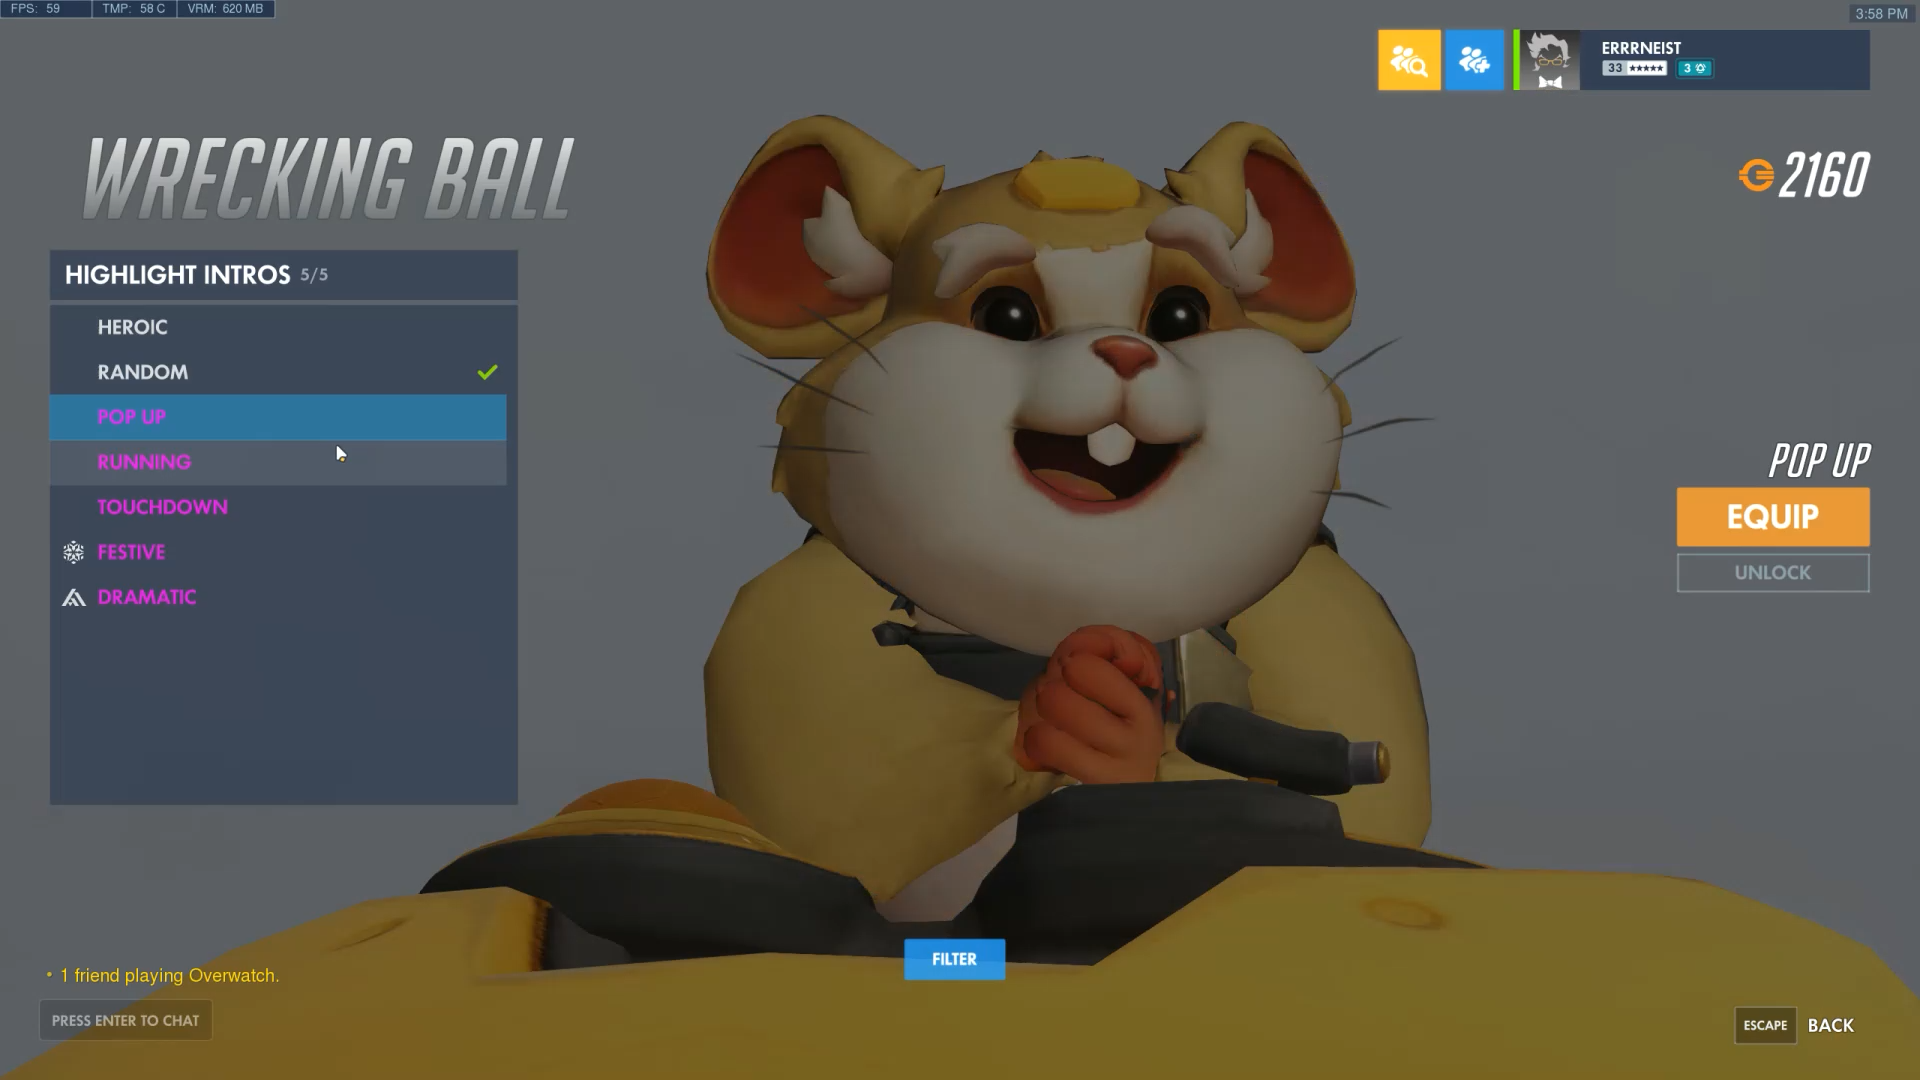 FPS: 59 TMP: 58 C VRM: 620 MB
3:58 PM
ERRRNEIST
33 ★★★★★ 3
WRECKING BALL
2160
HIGHLIGHT INTROS 5/5
HEROIC
RANDOM
POP UP
RUNNING
TOUCHDOWN
FESTIVE
DRAMATIC
POP UP
EQUIP
UNLOCK
FILTER
• 1 friend playing Overwatch.
PRESS ENTER TO CHAT
ESCAPE BACK